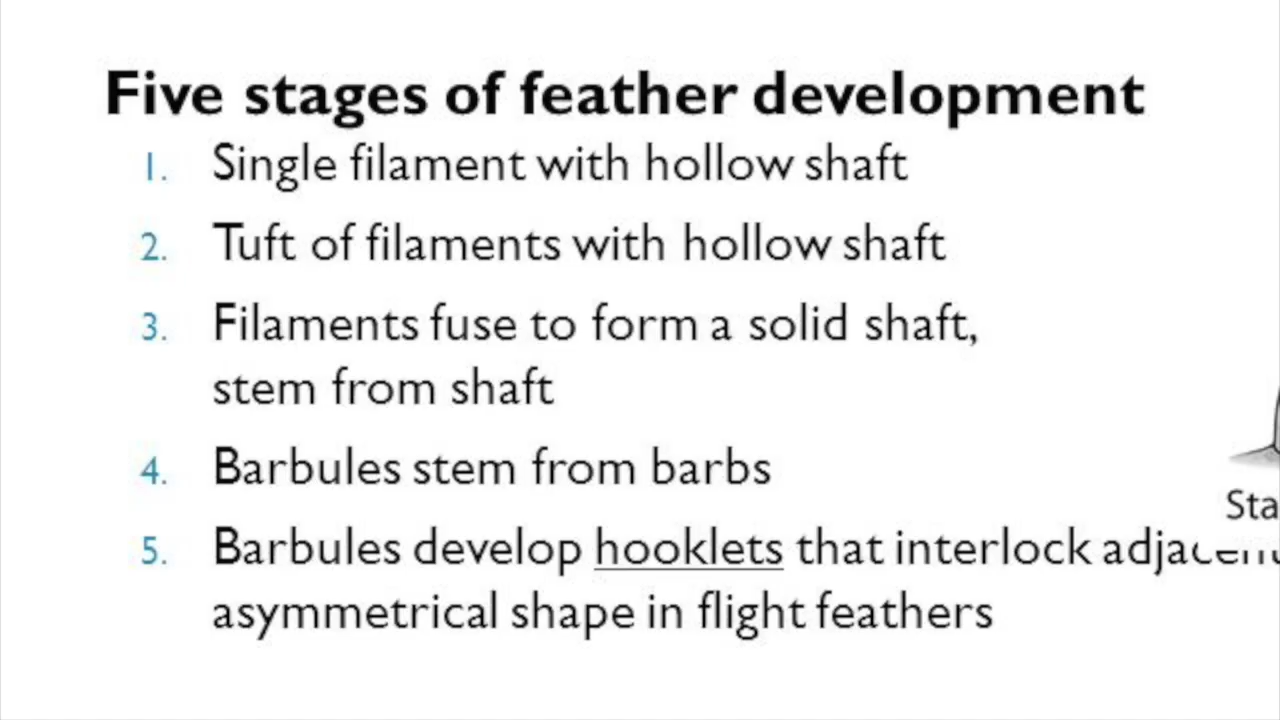 Five stages of feather development
1. Single filament with hollow shaft
2. Tuft of filaments with hollow shaft
3. Filaments fuse to form a solid shaft,
stem from shaft
4. Barbules stem from barbs
Sta
5. Barbules develop hooklets that interlock
asymmetrical shape in flight feathers